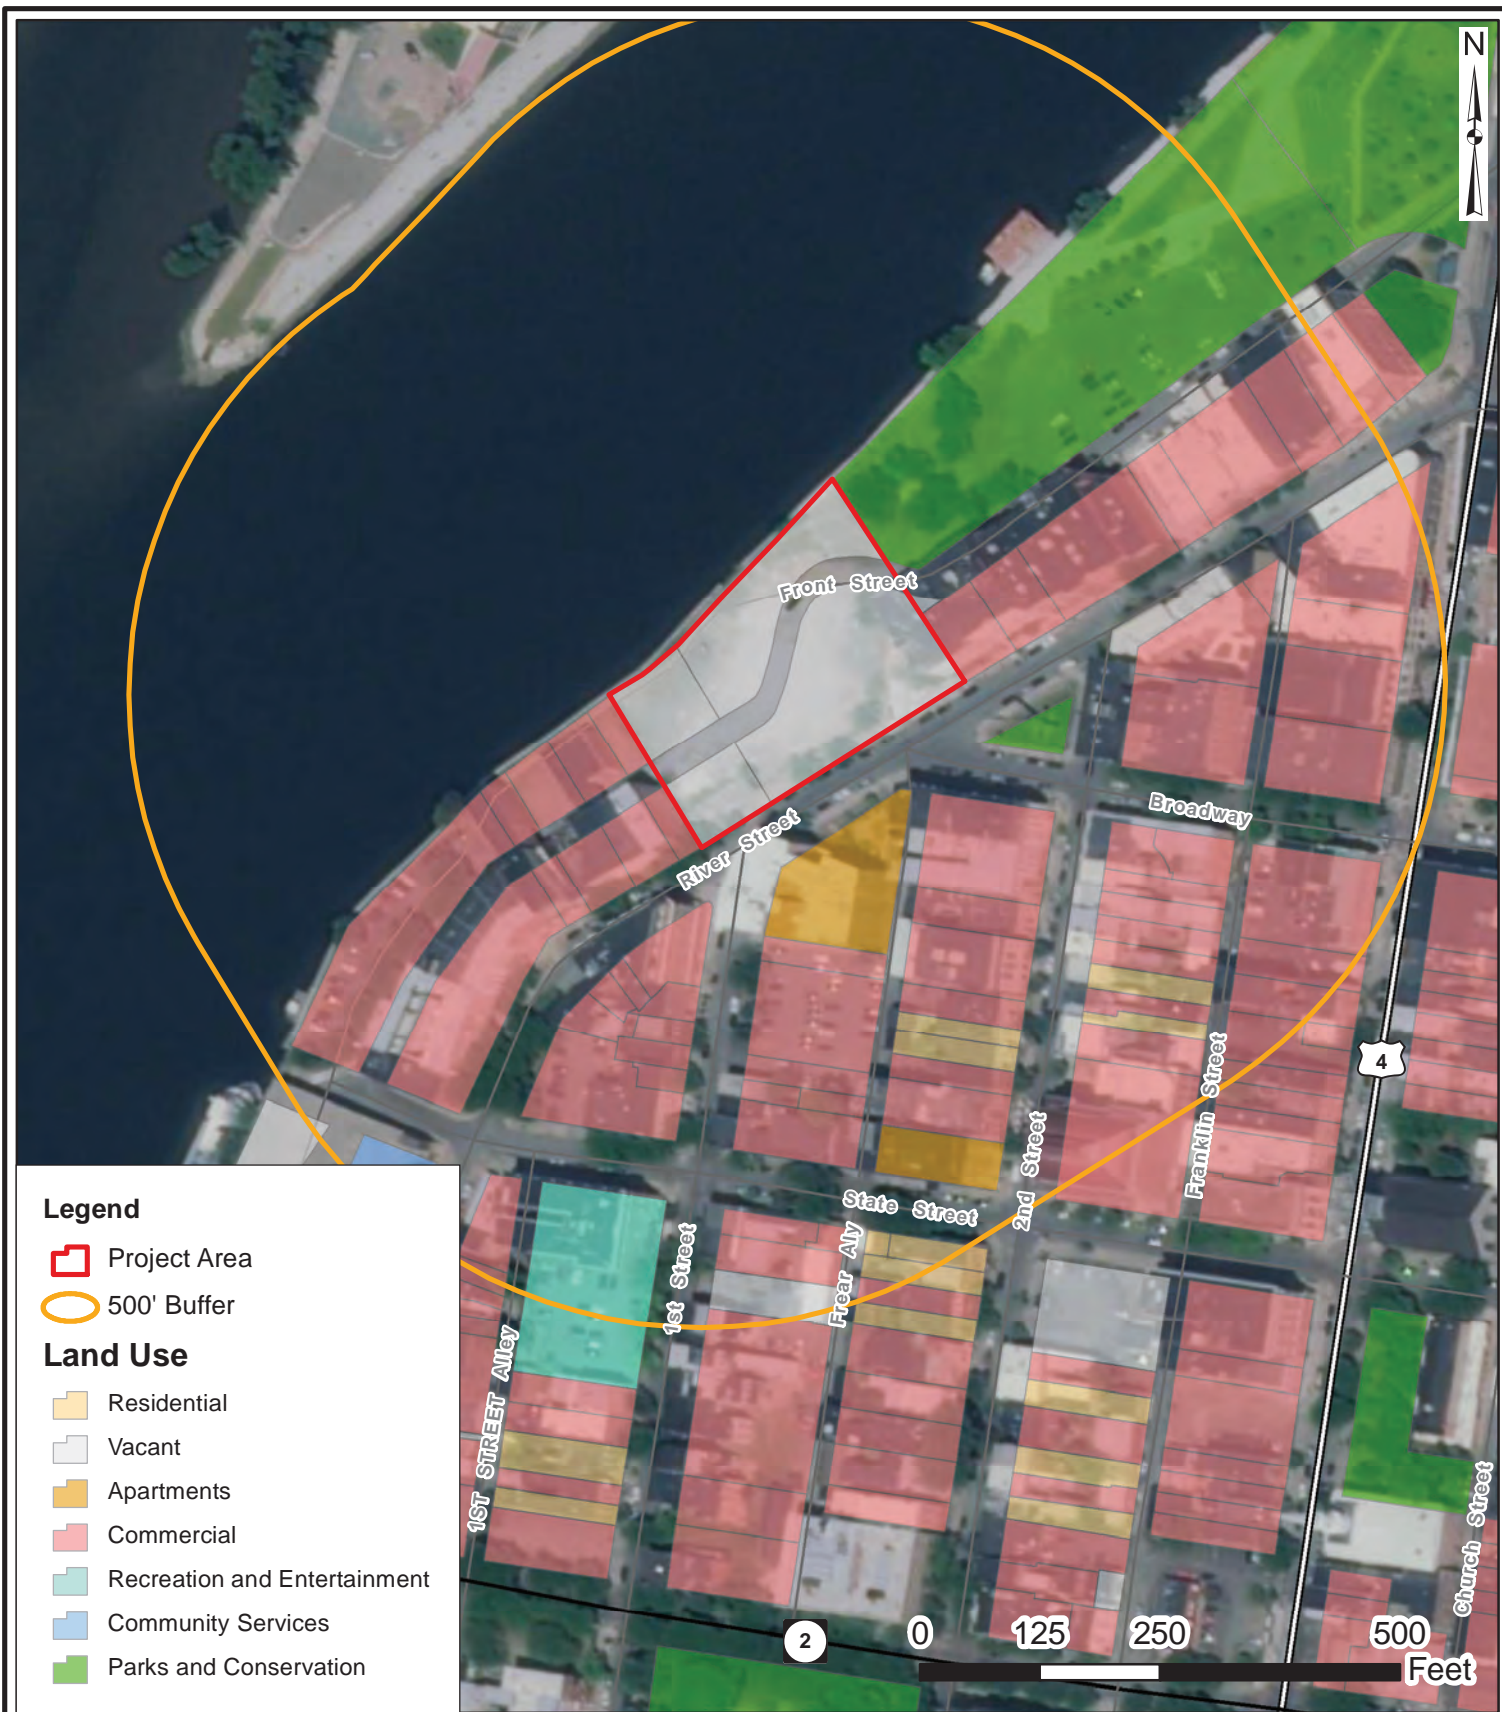 N
Front Street
Broadway
River Street
4
Franklin Street
2nd Street
State Street
Frear Aly
1st Street
1ST STREET Alley
Church Street
2
Legend
Project Area
500' Buffer
Land Use
Residential
Vacant
Apartments
Commercial
Recreation and Entertainment
Community Services
Parks and Conservation
0 125 250 500
Feet